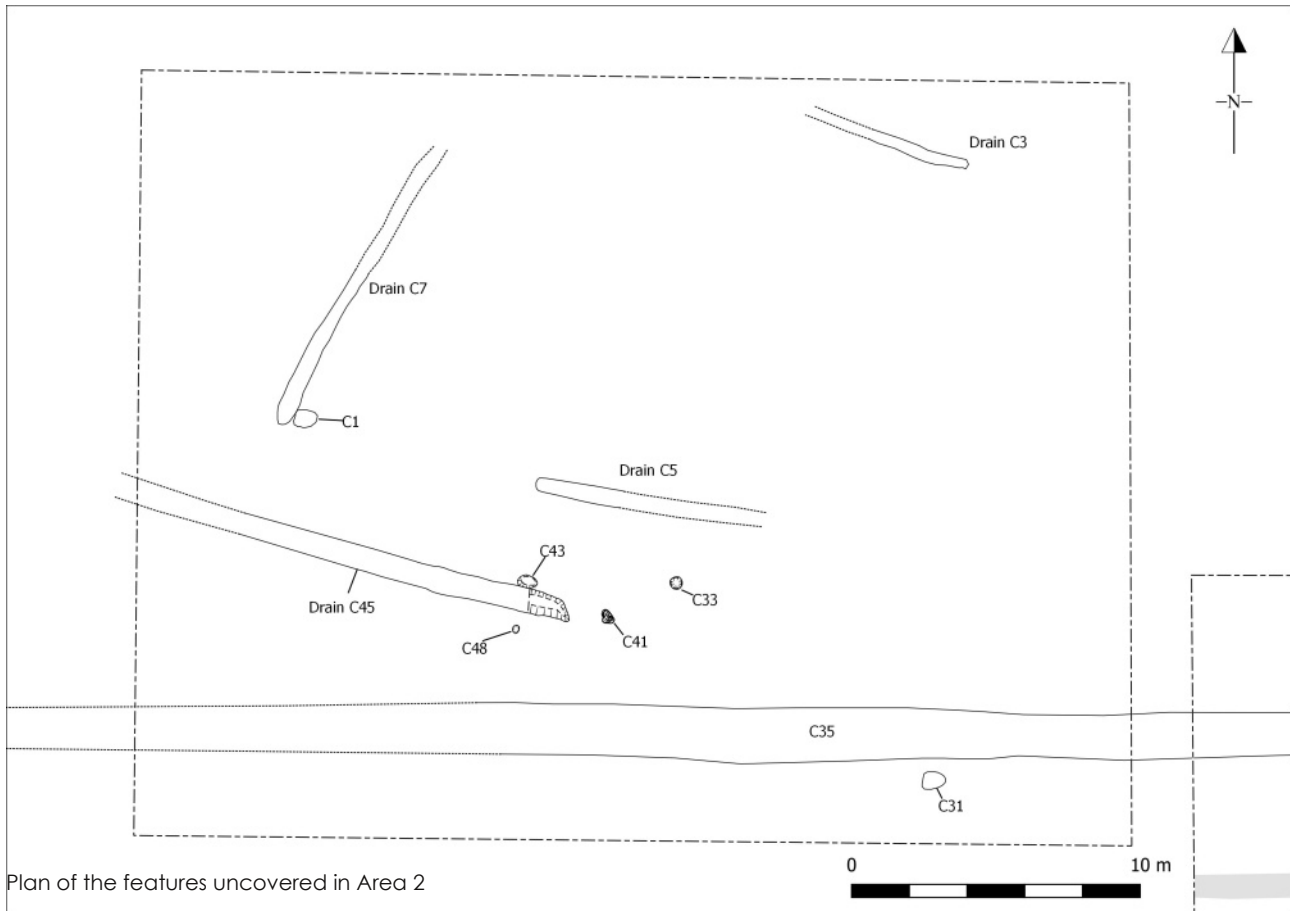 -N-
Drain C3
Drain C7
C1
Drain C5
C43
C33
Drain C45
C41
C48
C35
C31
0 10 m
Plan of the features uncovered in Area 2